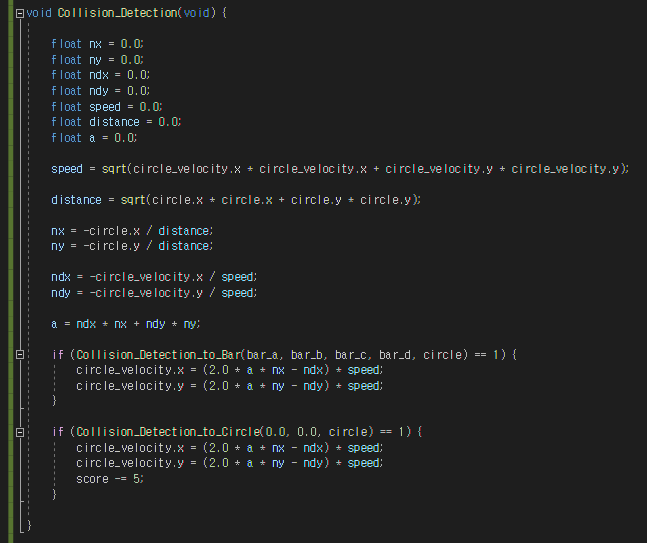 void Collision_Detection(void) {
float nx = 0.0;
float ny = 0.0;
float ndx = 0.0;
float ndy = 0.0;
float speed = 0.0;
float distance = 0.0;
float a = 0.0;
speed = sqrt(circle_velocity.x * circle_velocity.x + circle_velocity.y * circle_velocity.y);
distance = sqrt(circle.x * circle.x + circle.y * circle.y);
nx = -circle.x / distance;
ny = -circle.y / distance;
ndx = -circle_velocity.x / speed;
ndy = -circle_velocity.y / speed;
a = ndx * nx + ndy * ny;
if (Collision_Detection_to_Bar(bar_a, bar_b, bar_c, bar_d, circle) == 1) {
circle_velocity.x = (2.0 * a * nx - ndx) * speed;
circle_velocity.y = (2.0 * a * ny - ndy) * speed;
}
if (Collision_Detection_to_Circle(0.0, 0.0, circle) == 1) {
circle_velocity.x = (2.0 * a * nx - ndx) * speed;
circle_velocity.y = (2.0 * a * ny - ndy) * speed;
score -= 5;
}
}